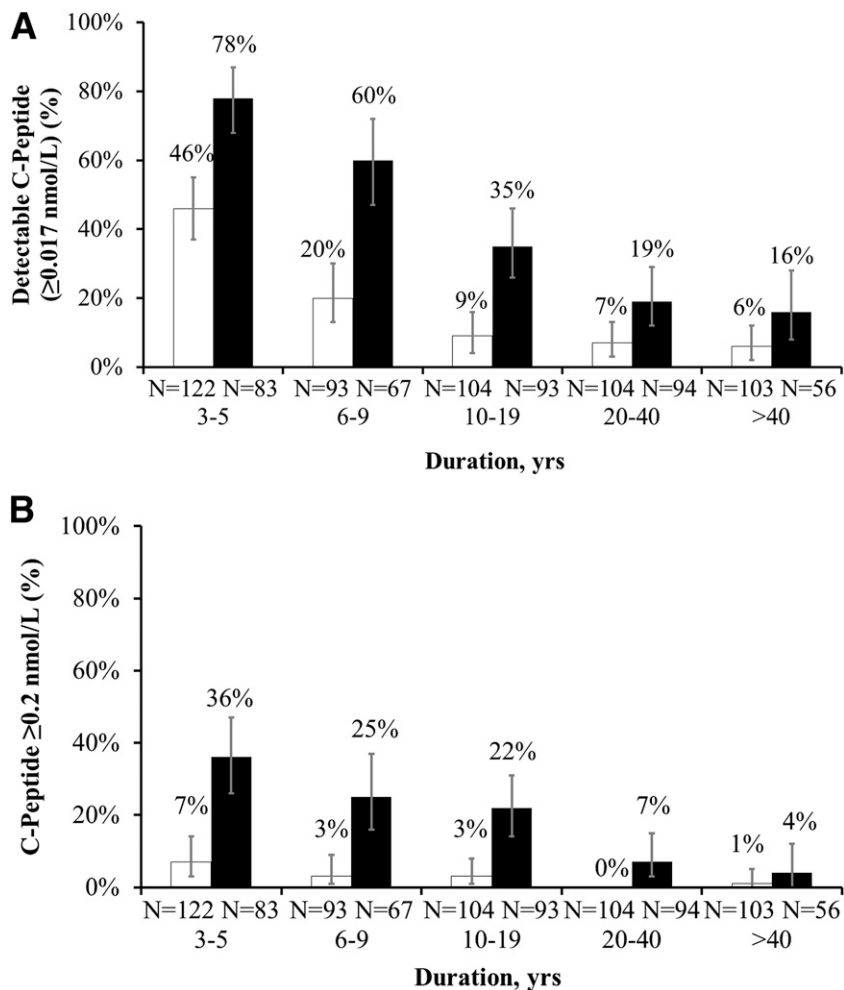 A
Detectable C-Peptide
(≥0.017 nmol/L) (%)
100%
80%
60%
40%
20%
0%
46%
78%
20%
60%
9%
35%
7%
19%
6%
16%
N=122 N=83 N=93 N=67 N=104 N=93 N=104 N=94 N=103 N=56
3-5 6-9 10-19 20-40 >40
Duration, yrs
B
C-Peptide ≥0.2 nmol/L (%)
100%
80%
60%
40%
20%
0%
7%
36%
3%
25%
3%
22%
0%
7%
1%
4%
N=122 N=83 N=93 N=67 N=104 N=93 N=104 N=94 N=103 N=56
3-5 6-9 10-19 20-40 >40
Duration, yrs